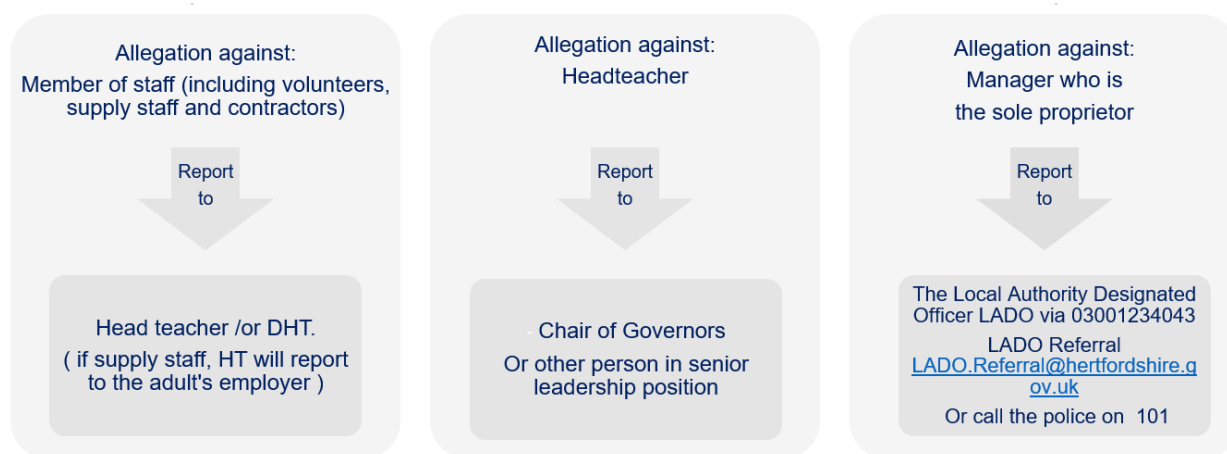 Allegation against:
Member of staff (including volunteers,
supply staff and contractors)
Report
to
Head teacher /or DHT.
( if supply staff, HT will report
to the adult's employer )
Allegation against:
Headteacher
Report
to
- Chair of Governors
Or other person in senior
leadership position
Allegation against:
Manager who is
the sole proprietor
Report
to
The Local Authority Designated
Officer LADO via 03001234043
LADO Referral
LADO.Referral@hertfordshire.g
ov.uk
Or call the police on 101